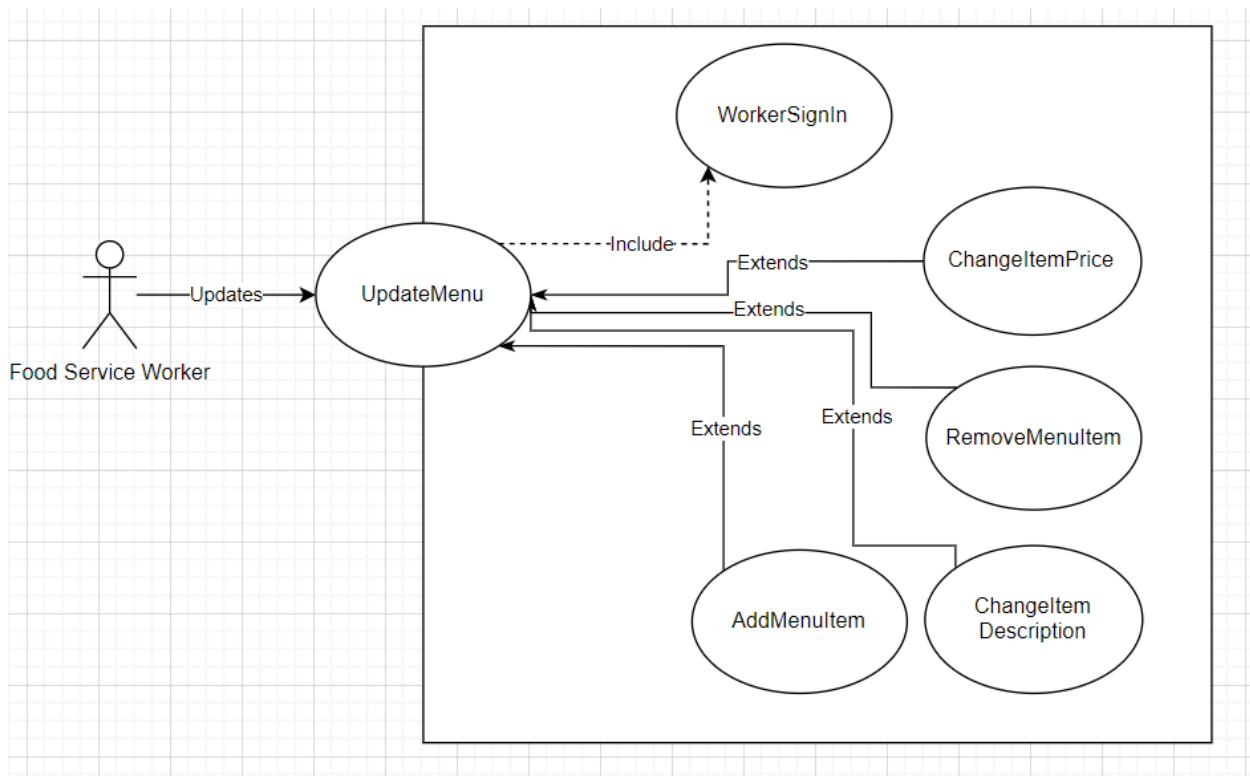 WorkerSignIn
Include
ChangeItemPrice
Extends
Updates
UpdateMenu
Extends
Food Service Worker
Extends
Extends
RemoveMenuItem
AddMenuItem
ChangeItem
Description